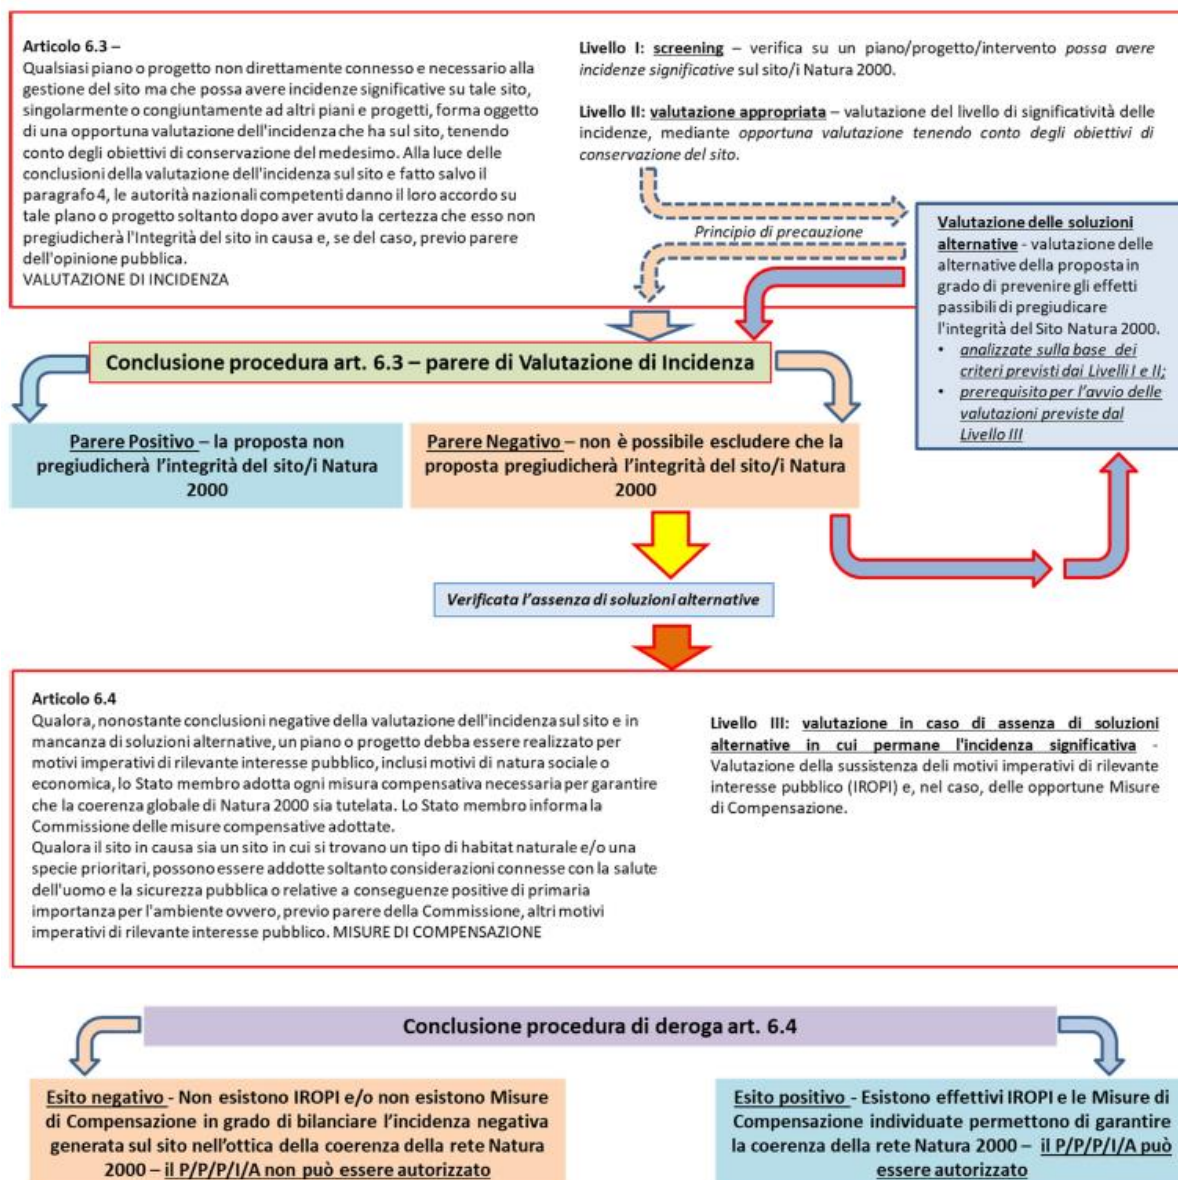 Articolo 6.3 –
Qualsiasi piano o progetto non direttamente connesso e necessario alla
gestione del sito ma che possa avere incidenze significative su tale sito,
singolarmente o congiuntamente ad altri piani e progetti, forma oggetto
di una opportuna valutazione dell'incidenza che ha sul sito, tenendo
conto degli obiettivi di conservazione del medesimo. Alla luce delle
conclusioni della valutazione dell'incidenza sul sito e fatto salvo il
paragrafo 4, le autorità nazionali competenti danno il loro accordo su
tale plano o progetto soltanto dopo aver avuto la certezza che esso non
pregiudicherà l'Integrità del sito in causa e, se del caso, previo parere
dell'opinione pubblica.
VALUTAZIONE DI INCIDENZA
Livello I: screening – verifica su un piano/progetto/intervento possa avere
incidenze significative sul sito/i Natura 2000.
Livello II: valutazione appropriata – valutazione del livello di significatività delle
incidenze, mediante opportuna valutazione tenendo conto degli obiettivi di
conservazione del sito.
Principio di precauzione
Valutazione delle soluzioni
alternative - valutazione delle
alternative della proposta in
grado di prevenire gli effetti
passibili di pregiudicare
l'integrità del Sito Natura 2000.
• analizzate sulla base dei
criteri previsti dai Livelli I e II;
• prerequisito per l'avvio delle
valutazioni previste dal
Livello III
Conclusione procedura art. 6.3 – parere di Valutazione di Incidenza
Parere Positivo – la proposta non
pregiudicherà l'integrità del sito/i Natura
2000
Parere Negativo – non è possibile escludere che la
proposta pregiudicherà l'integrità del sito/i Natura
2000
Verificata l'assenza di soluzioni alternative
Articolo 6.4
Qualora, nonostante conclusioni negative della valutazione dell'incidenza sul sito e in
mancanza di soluzioni alternative, un piano o progetto debba essere realizzato per
motivi imperativi di rilevante interesse pubblico, inclusi motivi di natura sociale o
economica, lo Stato membro adotta ogni misura compensativa necessaria per garantire
che la coerenza globale di Natura 2000 sia tutelata. Lo Stato membro informa la
Commissione delle misure compensative adottate.
Qualora il sito in causa sia un sito in cui si trovano un tipo di habitat naturale e/o una
specie prioritari, possono essere addotte soltanto considerazioni connesse con la salute
dell'uomo e la sicurezza pubblica o relative a conseguenze positive di primaria
importanza per l'ambiente ovvero, previo parere della Commissione, altri motivi
imperativi di rilevante interesse pubblico. MISURE DI COMPENSAZIONE
Livello III: valutazione in caso di assenza di soluzioni
alternative in cui permane l'incidenza significativa -
Valutazione della sussistenza deli motivi imperativi di rilevante
interesse pubblico (IROPI) e, nel caso, delle opportune Misure
di Compensazione.
Conclusione procedura di deroga art. 6.4
Esito negativo - Non esistono IROPI e/o non esistono Misure
di Compensazione in grado di bilanciare l'incidenza negativa
generata sul sito nell'ottica della coerenza della rete Natura
2000 – il P/P/P/I/A non può essere autorizzato
Esito positivo - Esistono effettivi IROPI e le Misure di
Compensazione individuate permettono di garantire
la coerenza della rete Natura 2000 – il P/P/P/I/A può
essere autorizzato